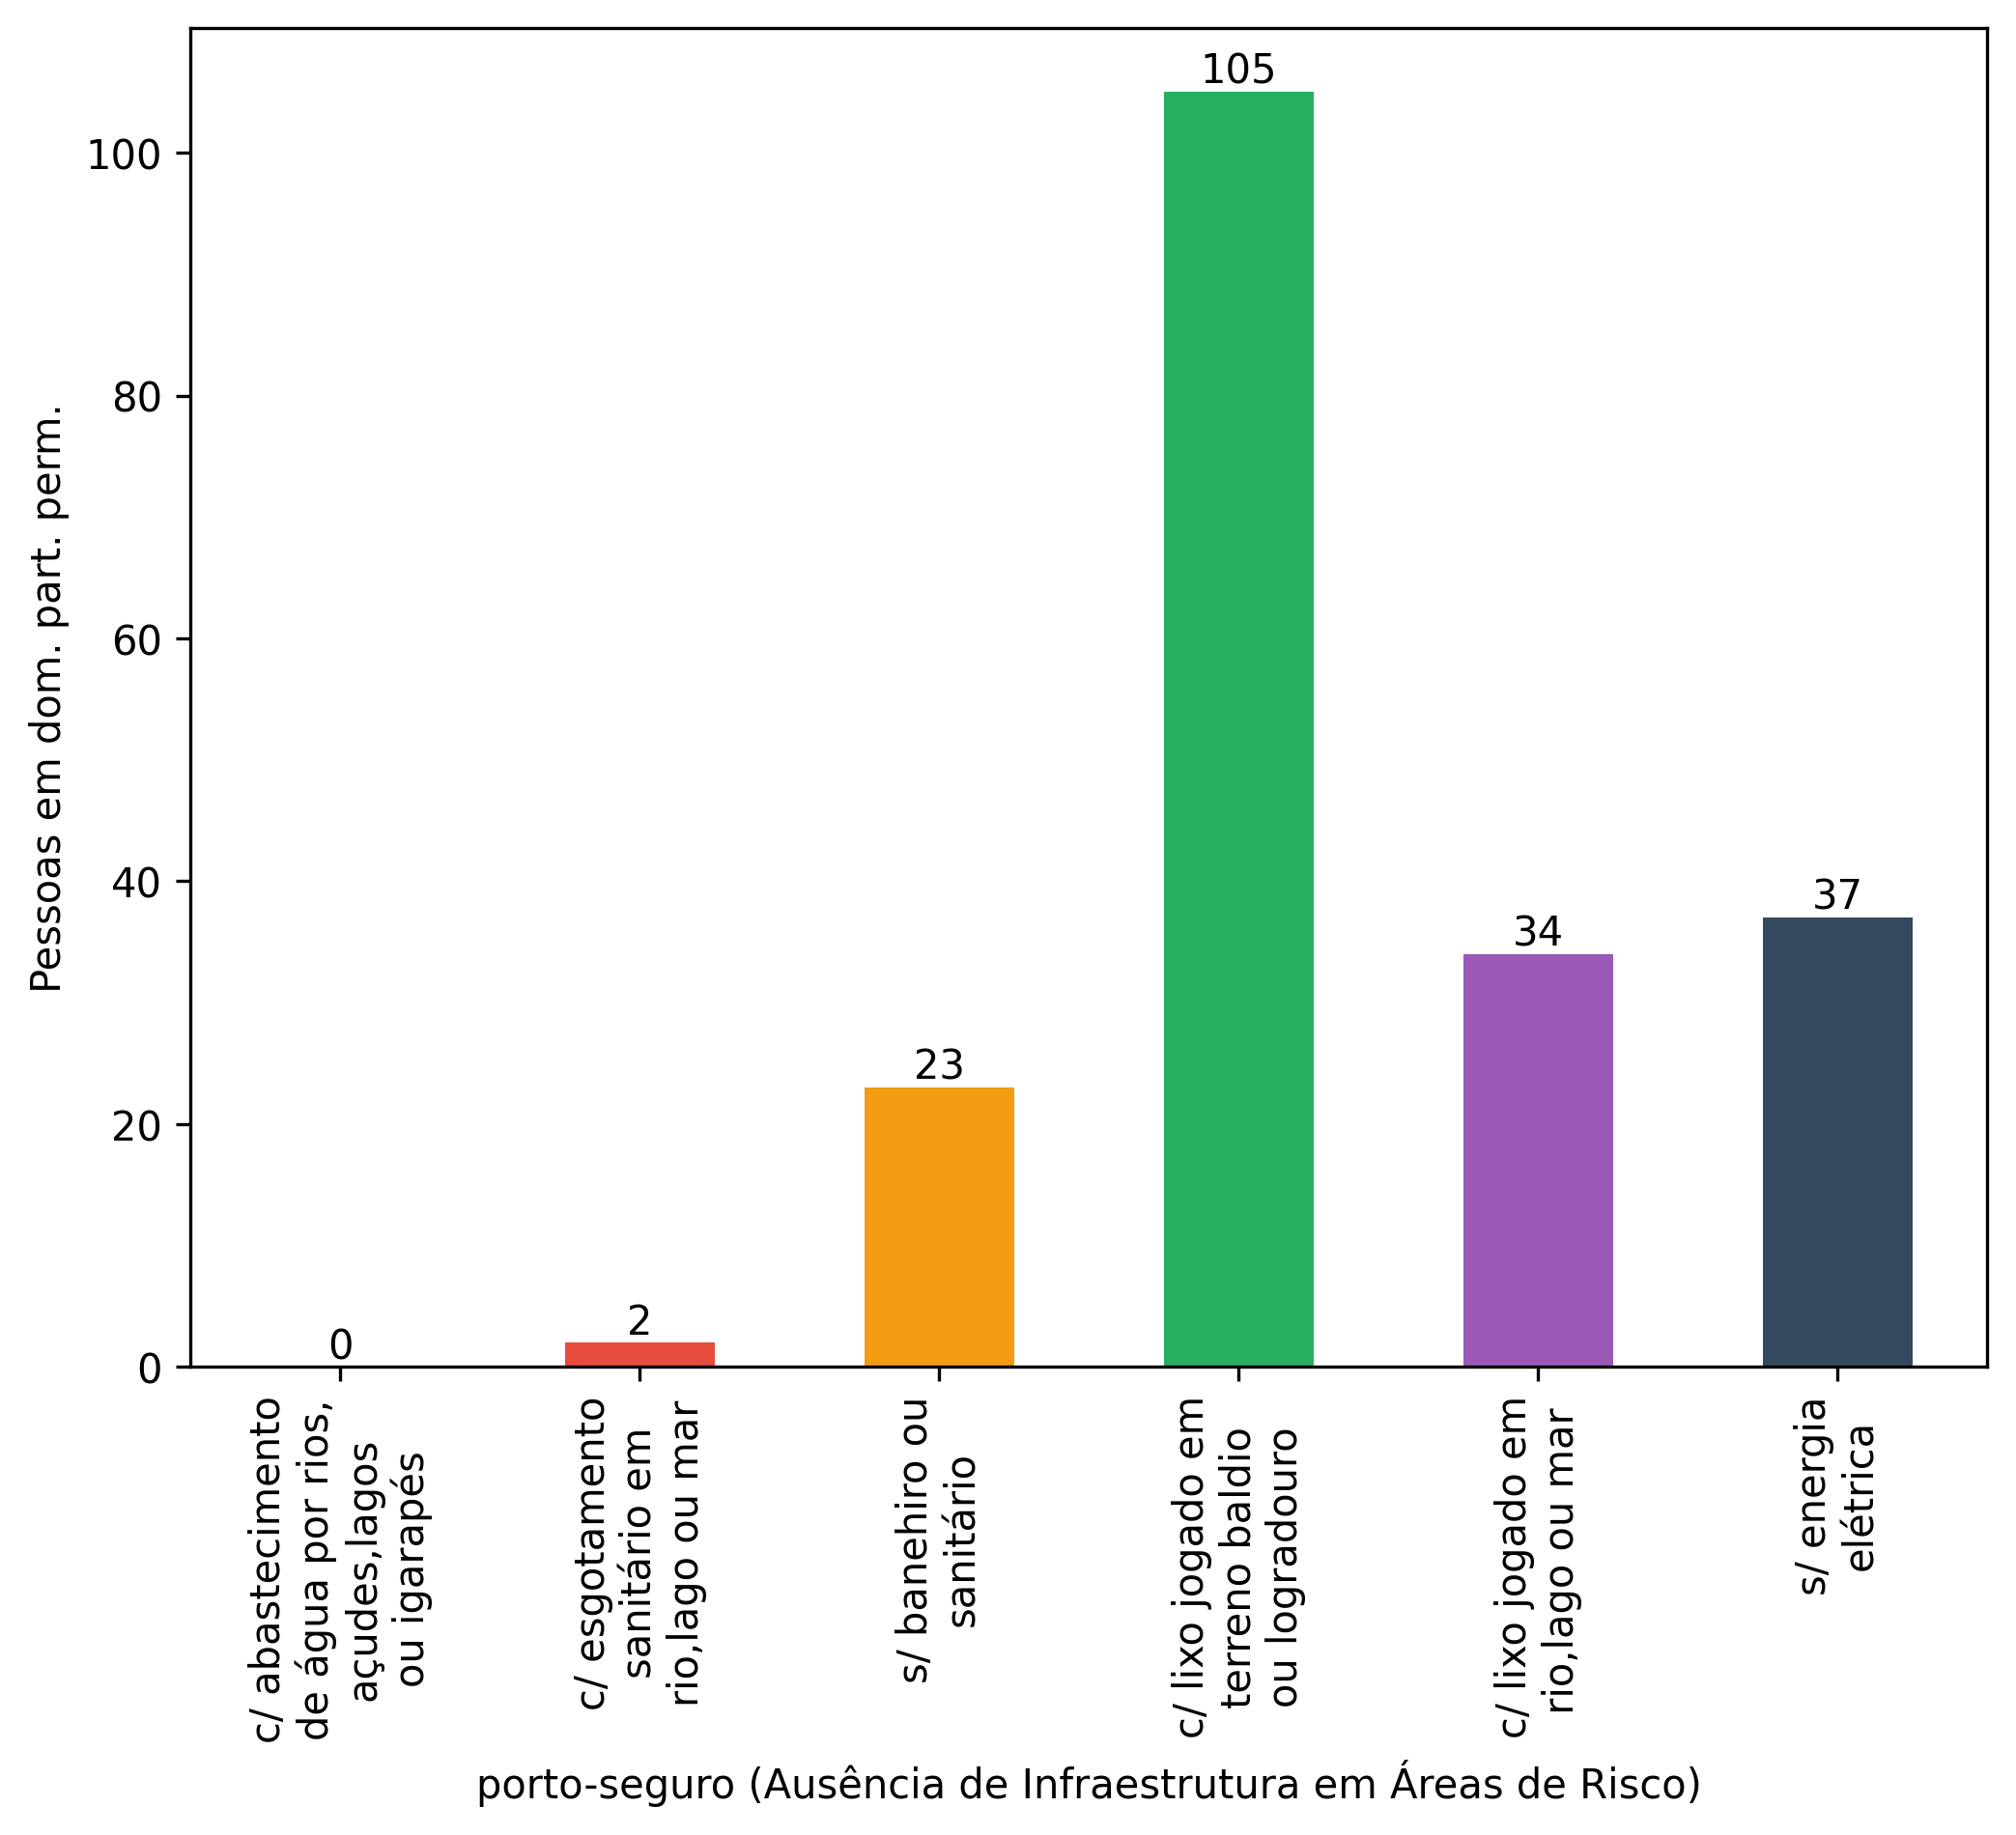 Pessoas em dom. part. perm.
100
80
60
40
20
0
0
2
23
105
34
37
c/ abastecimento
de água por rios,
açudes,lagos
ou igarapés
c/ esgotamento
sanitário em
rio,lago ou mar
s/ banehiro ou
sanitário
c/ lixo jogado em
terreno baldio
ou logradouro
c/ lixo jogado em
rio,lago ou mar
s/ energia
elétrica
porto-seguro (Ausência de Infraestrutura em Áreas de Risco)